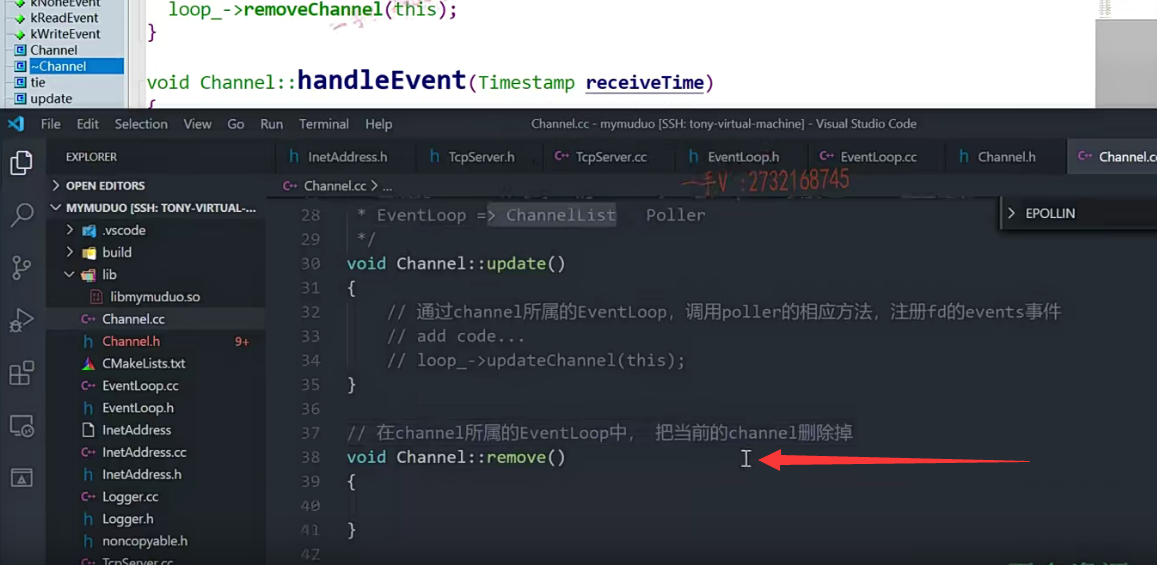 kNoneEvent
kReadEvent
kWriteEvent
Channel
~Channel
tie
update
loop_->removeChannel(this);
}
void Channel::handleEvent(Timestamp receiveTime)
{
File Edit Selection View Go Run Terminal Help
Channel.cc - mymuduo [SSH: tony-virtual-machine] - Visual Studio Code
EXPLORER
InetAddress.h
TcpServer.h
TcpServer.cc
EventLoop.h
EventLoop.cc
Channel.h
Channel.cc
一手V :2732168745
OPEN EDITORS
MYMUDUO [SSH: TONY-VIRTUAL-...
.vscode
build
lib
libmymuduo.so
Channel.cc
Channel.h 9+
CMakeLists.txt
EventLoop.cc
EventLoop.h
InetAddress
InetAddress.cc
InetAddress.h
Logger.cc
Logger.h
noncopyable.h
TcpServer.cc
Channel.cc > ...
EPOLLIN
28 * EventLoop => ChannelList Poller
29 */
30 void Channel::update()
31 {
32 // 通过channel所属的EventLoop，调用poller的相应方法，注册fd的events事件
33 // add code...
34 // loop_->updateChannel(this);
35 }
36
37 // 在channel所属的EventLoop中， 把当前的channel删除掉
38 void Channel::remove()
39 {
40
41 }
42